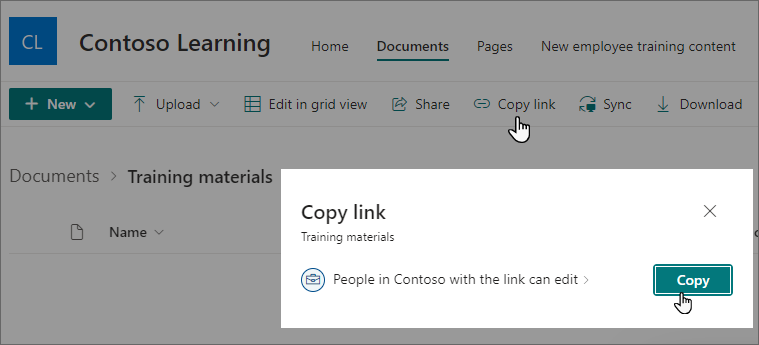 CL Contoso Learning Home Documents Pages New employee training content
+ New Upload Edit in grid view Share Copy link Sync Download
Documents > Training materials
Name
Copy link
Training materials
People in Contoso with the link can edit >
Copy